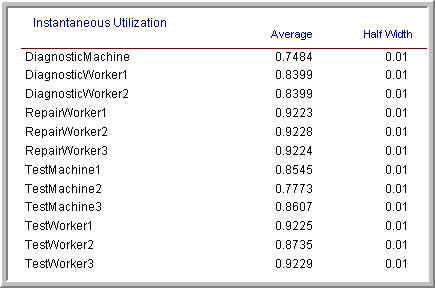 Instantaneous Utilization
Average Half Width
DiagnosticMachine 0.7484 0.01
DiagnosticWorker1 0.8399 0.01
DiagnosticWorker2 0.8399 0.01
RepairWorker1 0.9223 0.01
RepairWorker2 0.9228 0.01
RepairWorker3 0.9224 0.01
TestMachine1 0.8545 0.01
TestMachine2 0.7773 0.01
TestMachine3 0.8607 0.01
TestWorker1 0.9225 0.01
TestWorker2 0.8735 0.01
TestWorker3 0.9229 0.01